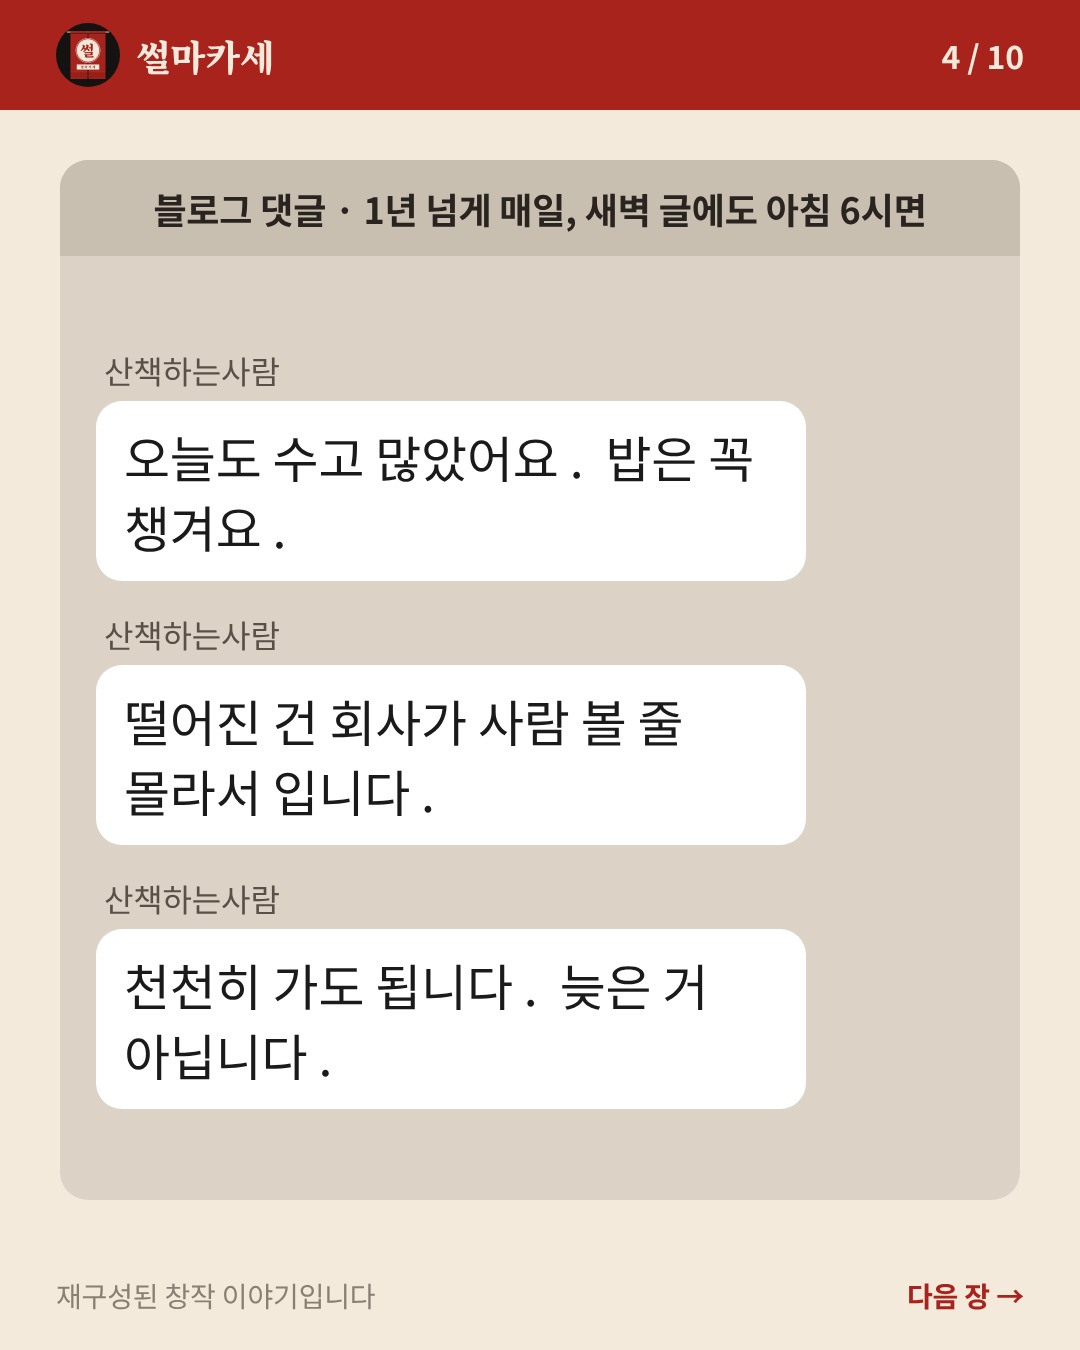 썰
썰마카세
4 / 10
블로그 댓글 · 1년 넘게 매일, 새벽 글에도 아침 6시면
산책하는사람
오늘도 수고 많았어요 .  밥은 꼭
챙겨요 .
산책하는사람
떨어진 건 회사가 사람 볼 줄
몰라서 입니다 .
산책하는사람
천천히 가도 됩니다 .  늦은 거
아닙니다 .
재구성된 창작 이야기입니다
다음 장 →